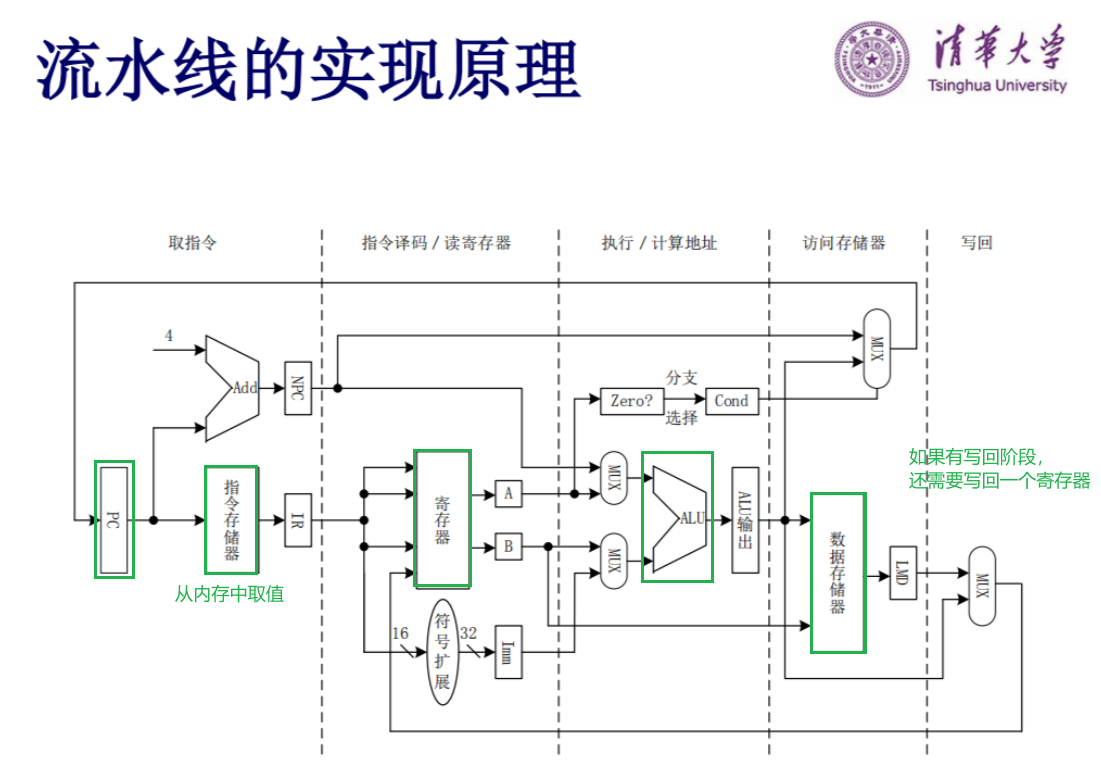 流水线的实现原理
清华大学
Tsinghua University
取指令
指令译码 / 读寄存器
执行 / 计算地址
访问存储器
写回
4
Add
NPC
MUX
分支
选择
Zero?
Cond
PC
指令存储器
IR
从内存中取值
寄存器
A
B
MUX
MUX
ALU
ALU输出
如果有写回阶段，
还需要写回一个寄存器
数据存储器
LMD
MUX
16
符号扩展
32
Imm